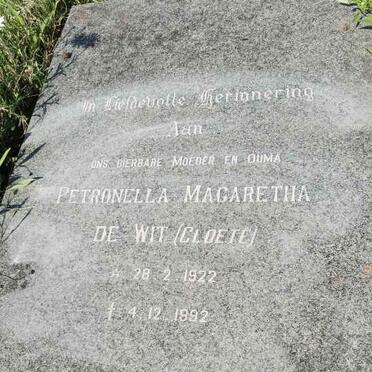 In Liefdevolle Herinnering
Aan
ONS DIERBARE MOEDER EN OUMA
PETRONELLA MAGARETHA
DE WIT (CLOETE)
* 28.2.1922
† 4.12.1992